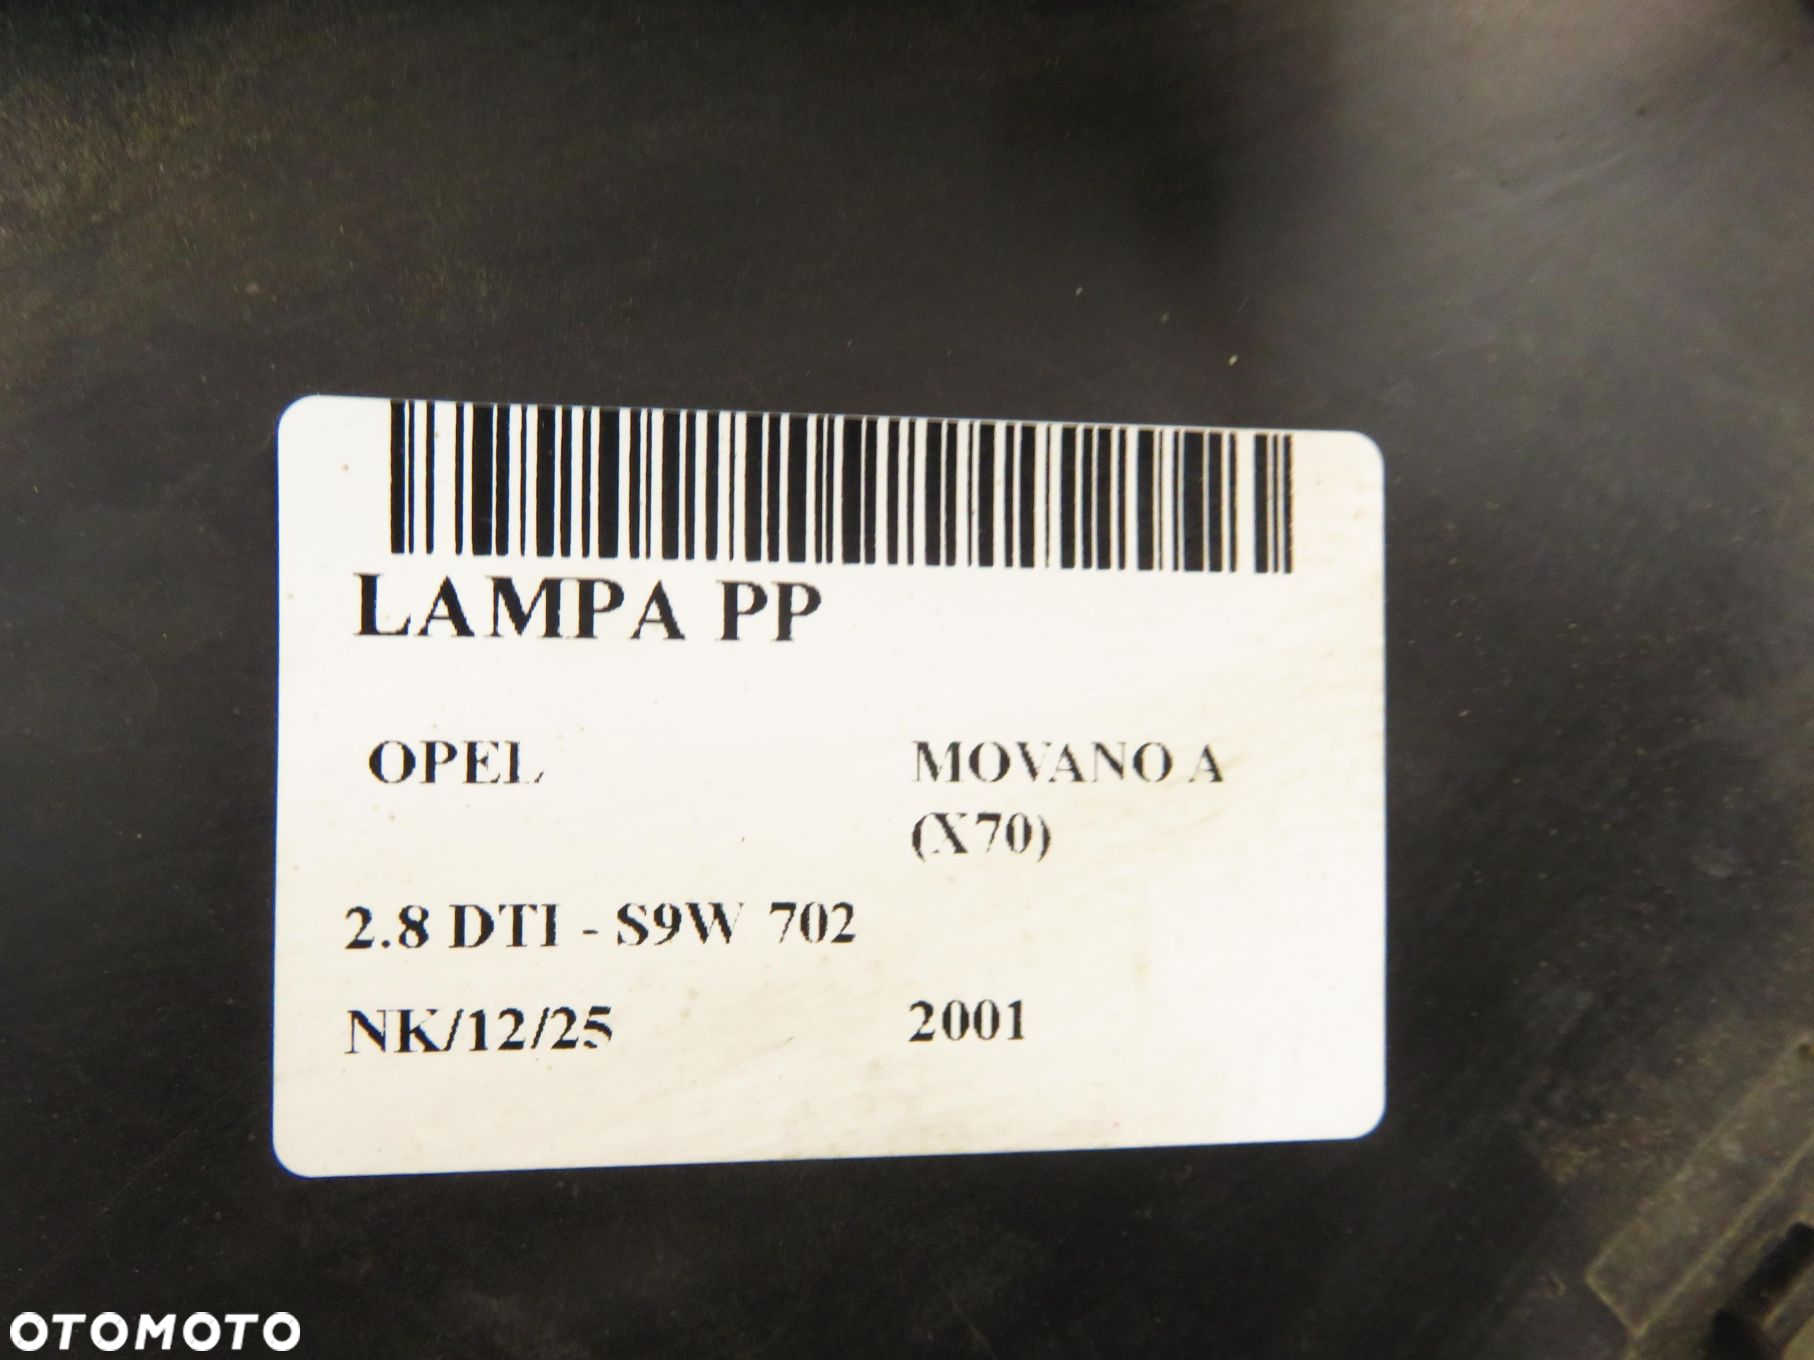 LAMPA PP
OPEL MOVANO A
(X70)
2.8 DTI - S9W 702
NK/12/25 2001
OTOMOTO